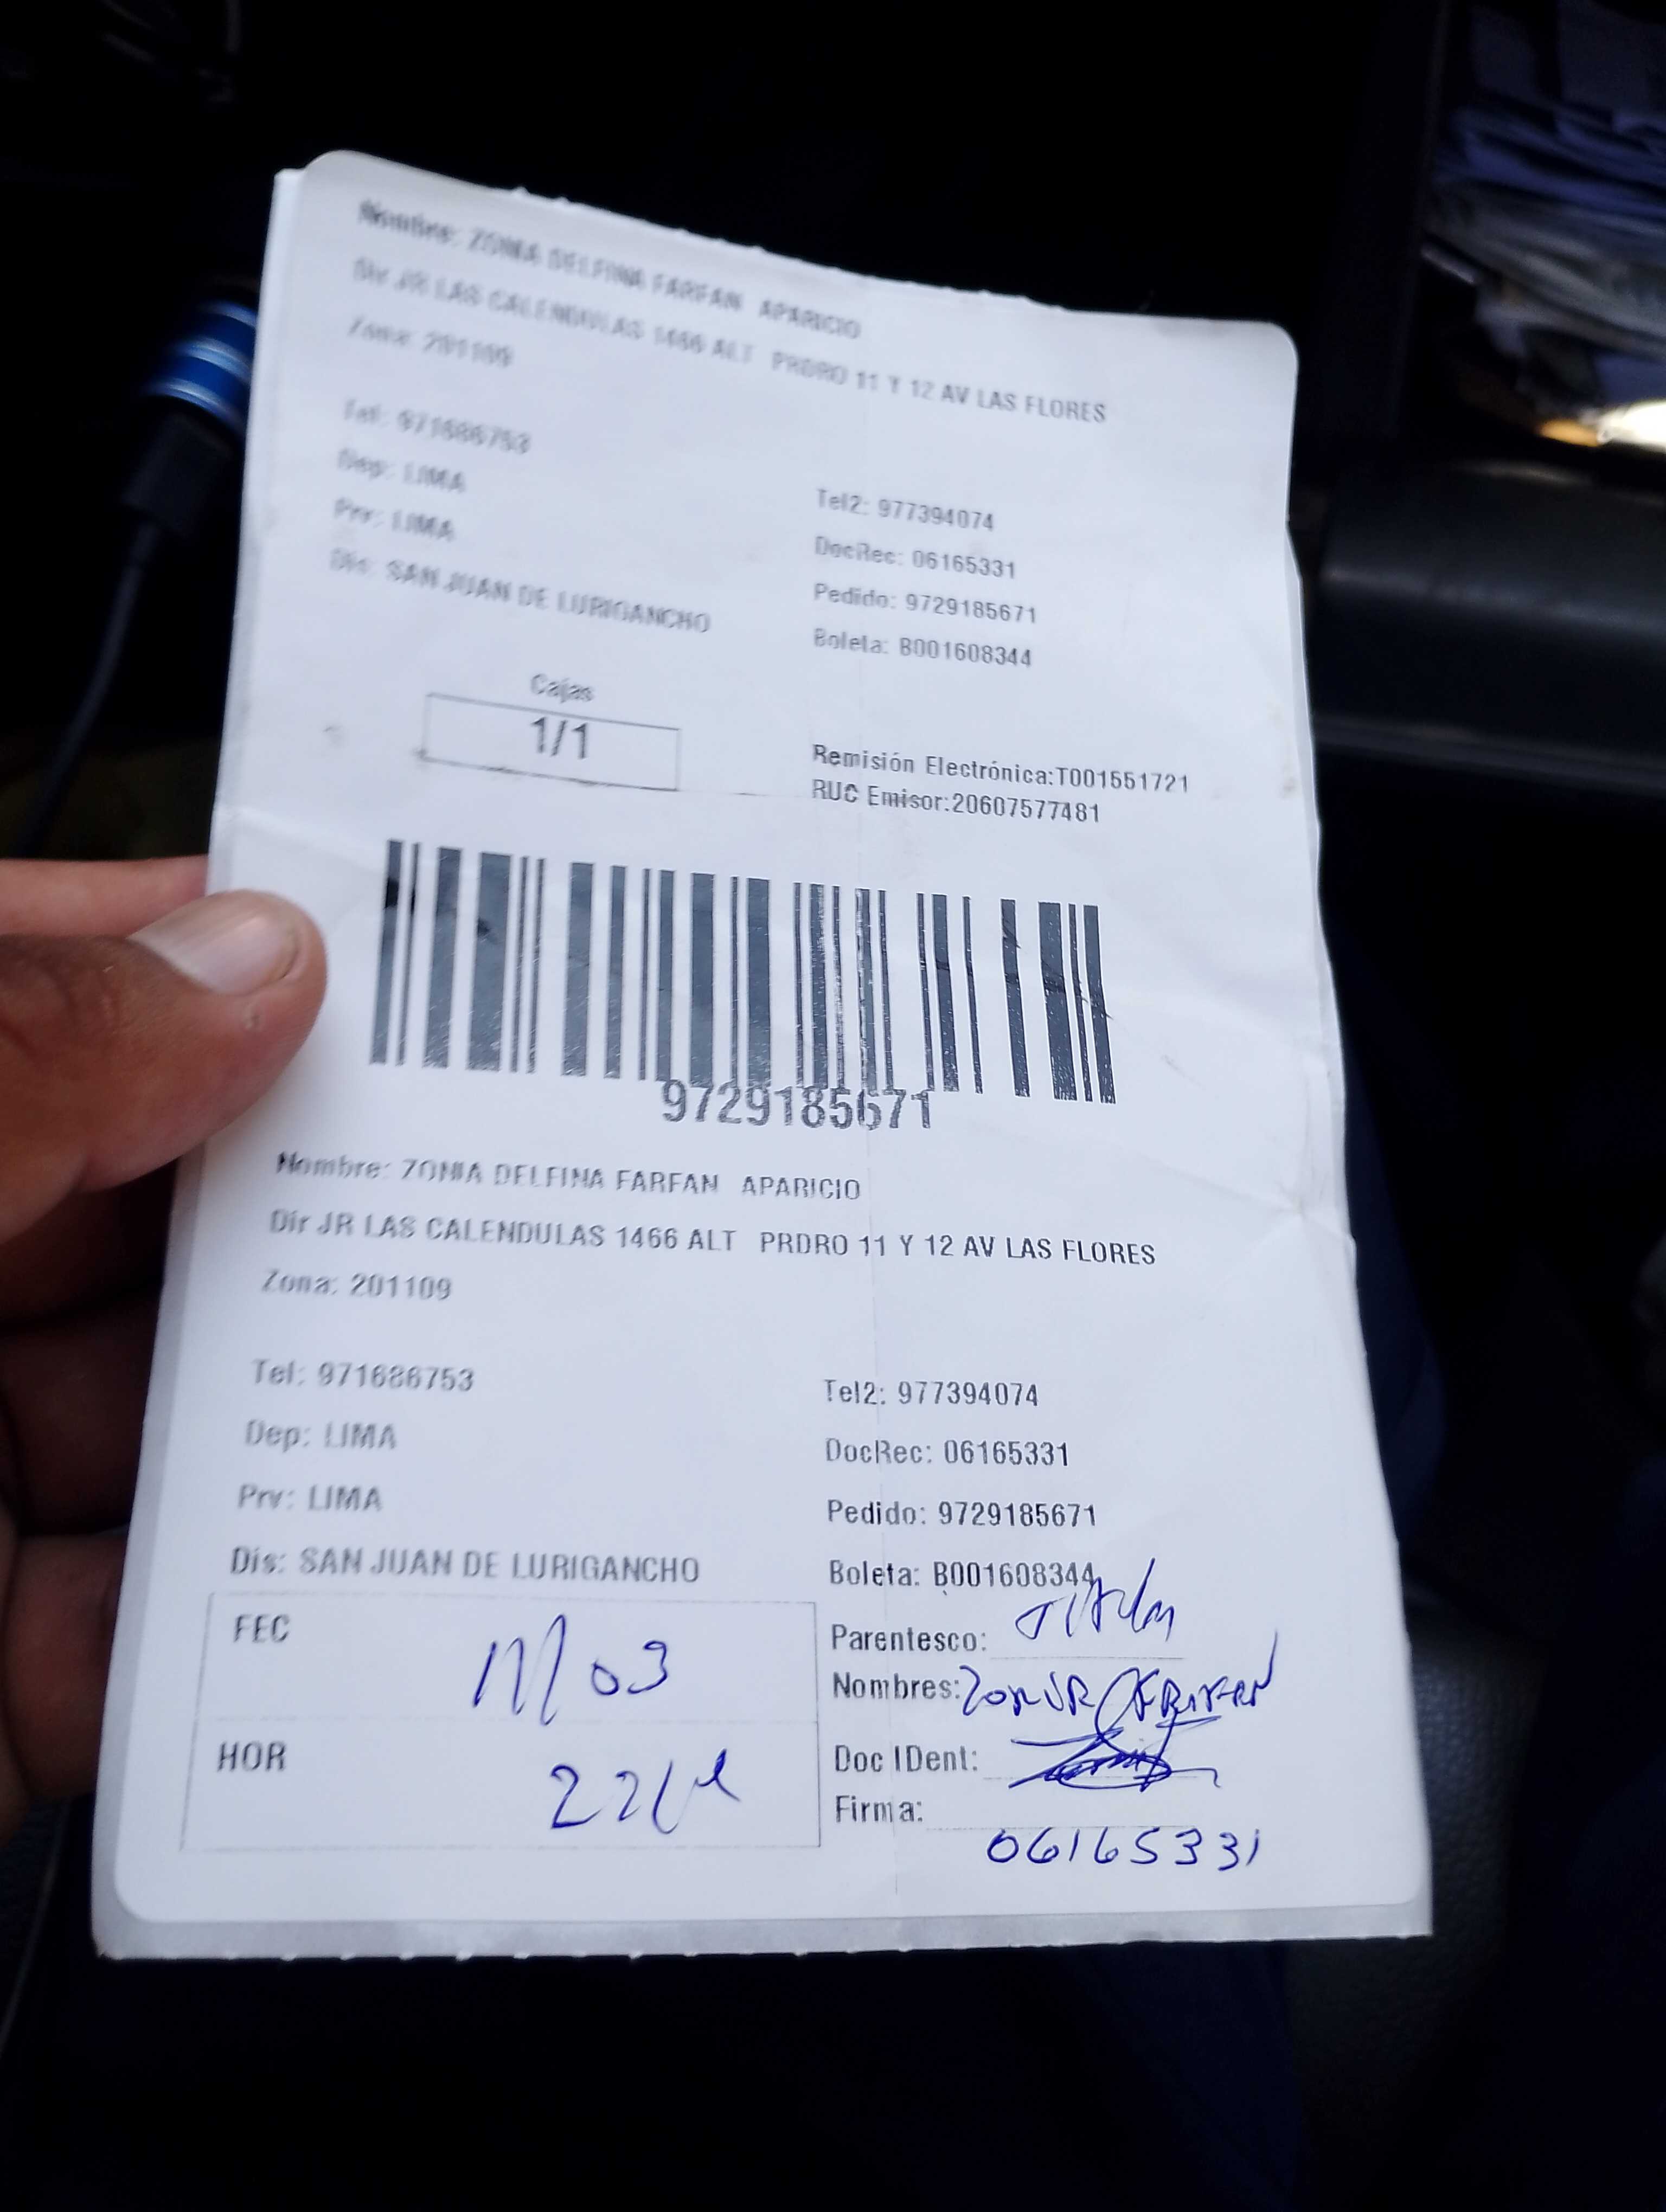 Nombre: ZONIA DELFINA FARFAN APARICIO
Dir JR LAS CALENDULAS 1466 ALT PRDRO 11 Y 12 AV LAS FLORES
Zona: 201109
Tel: 971686753
Tel2: 977394074
Dep: LIMA
DocRec: 06165331
Prv: LIMA
Pedido: 9729185671
Dis: SAN JUAN DE LURIGANCHO
Boleta: B001608344
Cajas
1/1
Remisión Electrónica:T001551721
RUC Emisor:20607577481
9729185671
Nombre: ZONIA DELFINA FARFAN APARICIO
Dir JR LAS CALENDULAS 1466 ALT PRDRO 11 Y 12 AV LAS FLORES
Zona: 201109
Tel: 971686753
Tel2: 977394074
Dep: LIMA
DocRec: 06165331
Prv: LIMA
Pedido: 9729185671
Dis: SAN JUAN DE LURIGANCHO
Boleta: B001608344
FEC
Parentesco:
Nombres:
HOR
Doc IDent:
Firma:
06165331